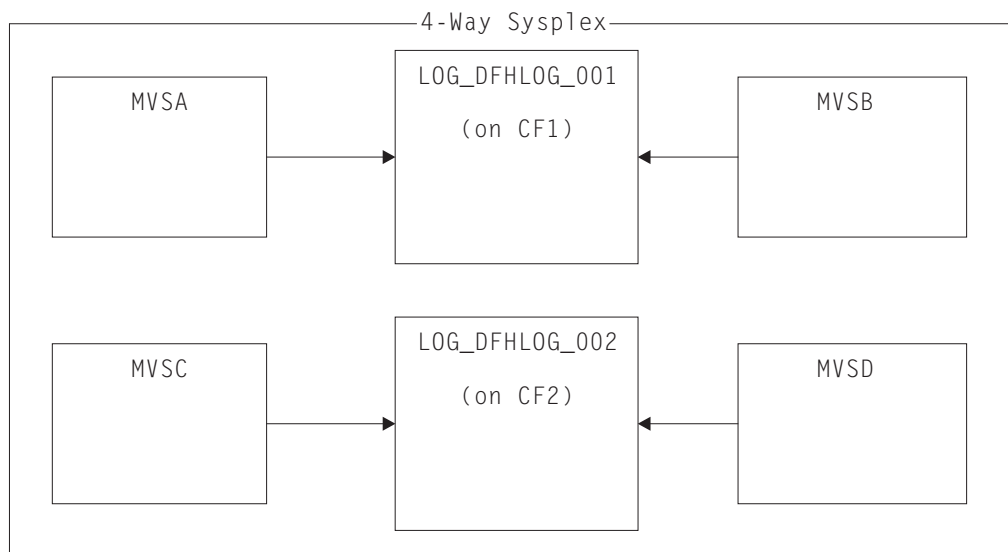 4-Way Sysplex
MVSA
LOG_DFHLOG_001
(on CF1)
MVSB
MVSC
LOG_DFHLOG_002
(on CF2)
MVSD